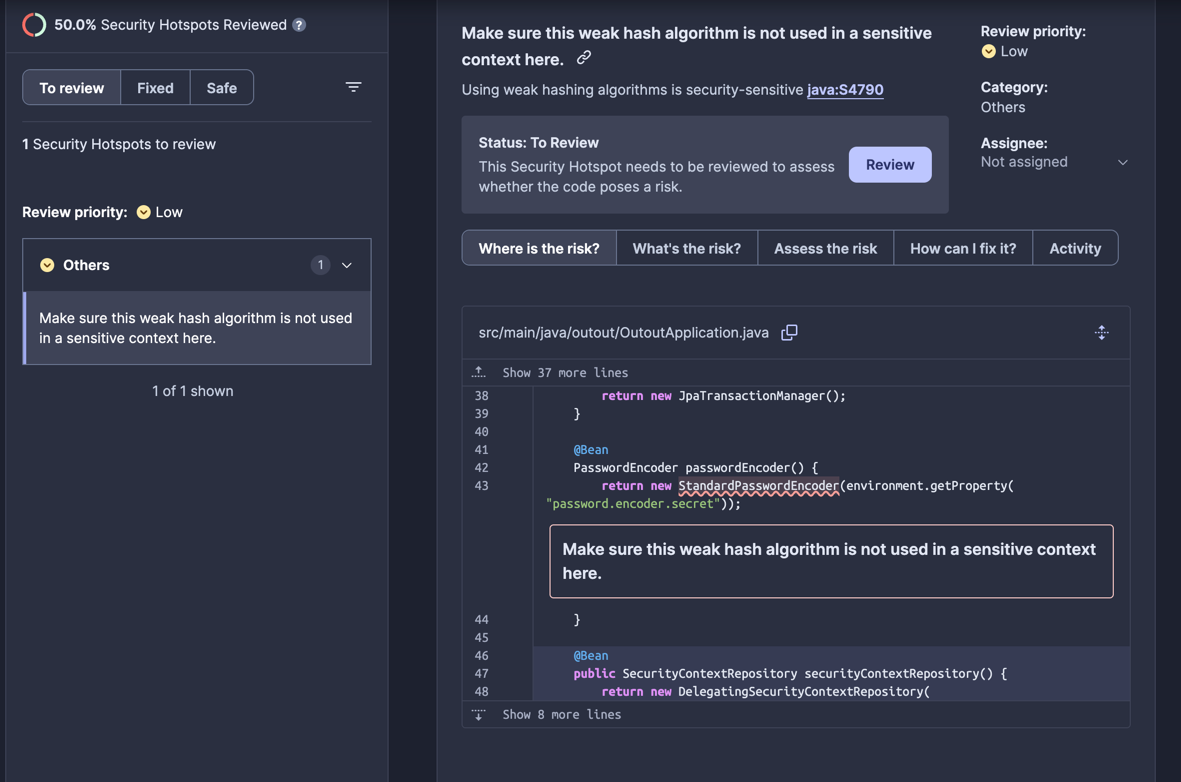 50.0% Security Hotspots Reviewed ?
To review Fixed Safe
1 Security Hotspots to review
Review priority: Low
Others 1
Make sure this weak hash algorithm is not used
in a sensitive context here.
1 of 1 shown
Make sure this weak hash algorithm is not used in a sensitive
context here.
Using weak hashing algorithms is security-sensitive java:S4790
Status: To Review
This Security Hotspot needs to be reviewed to assess
whether the code poses a risk.
Review
Review priority:
Low
Category:
Others
Assignee:
Not assigned
Where is the risk? What's the risk? Assess the risk How can I fix it? Activity
src/main/java/outout/OutoutApplication.java
Show 37 more lines
38 return new JpaTransactionManager();
39 }
40
41 @Bean
42 PasswordEncoder passwordEncoder() {
43 return new StandardPasswordEncoder(environment.getProperty(
"password.encoder.secret"));
Make sure this weak hash algorithm is not used in a sensitive context
here.
44 }
45
46 @Bean
47 public SecurityContextRepository securityContextRepository() {
48 return new DelegatingSecurityContextRepository(
Show 8 more lines